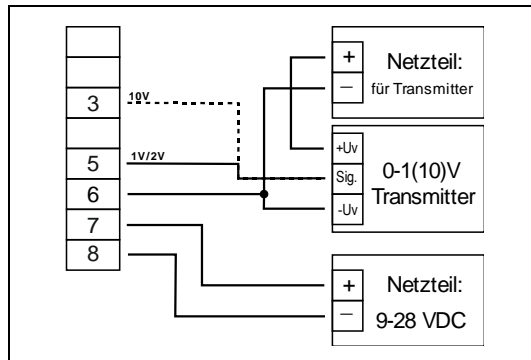 3
10V
5
1V/2V
6
7
8
+
–
Netzteil:
für Transmitter
+Uv
Sig.
-Uv
0-1(10)V
Transmitter
+
–
Netzteil:
9-28 VDC